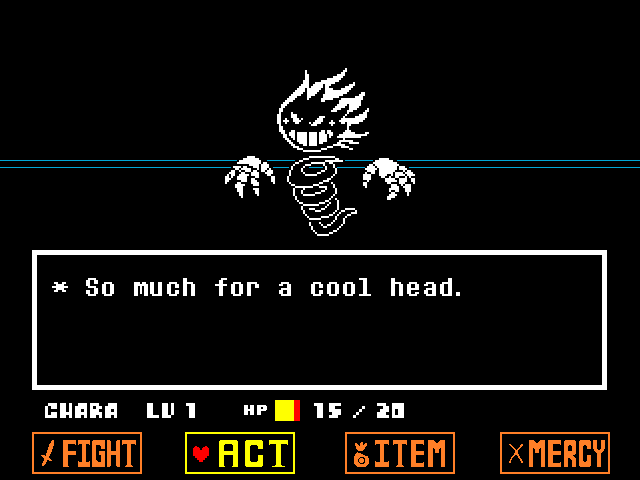 * So much for a cool head.
CHARA LV 1 HP 15 / 20
FIGHT ACT ITEM MERCY